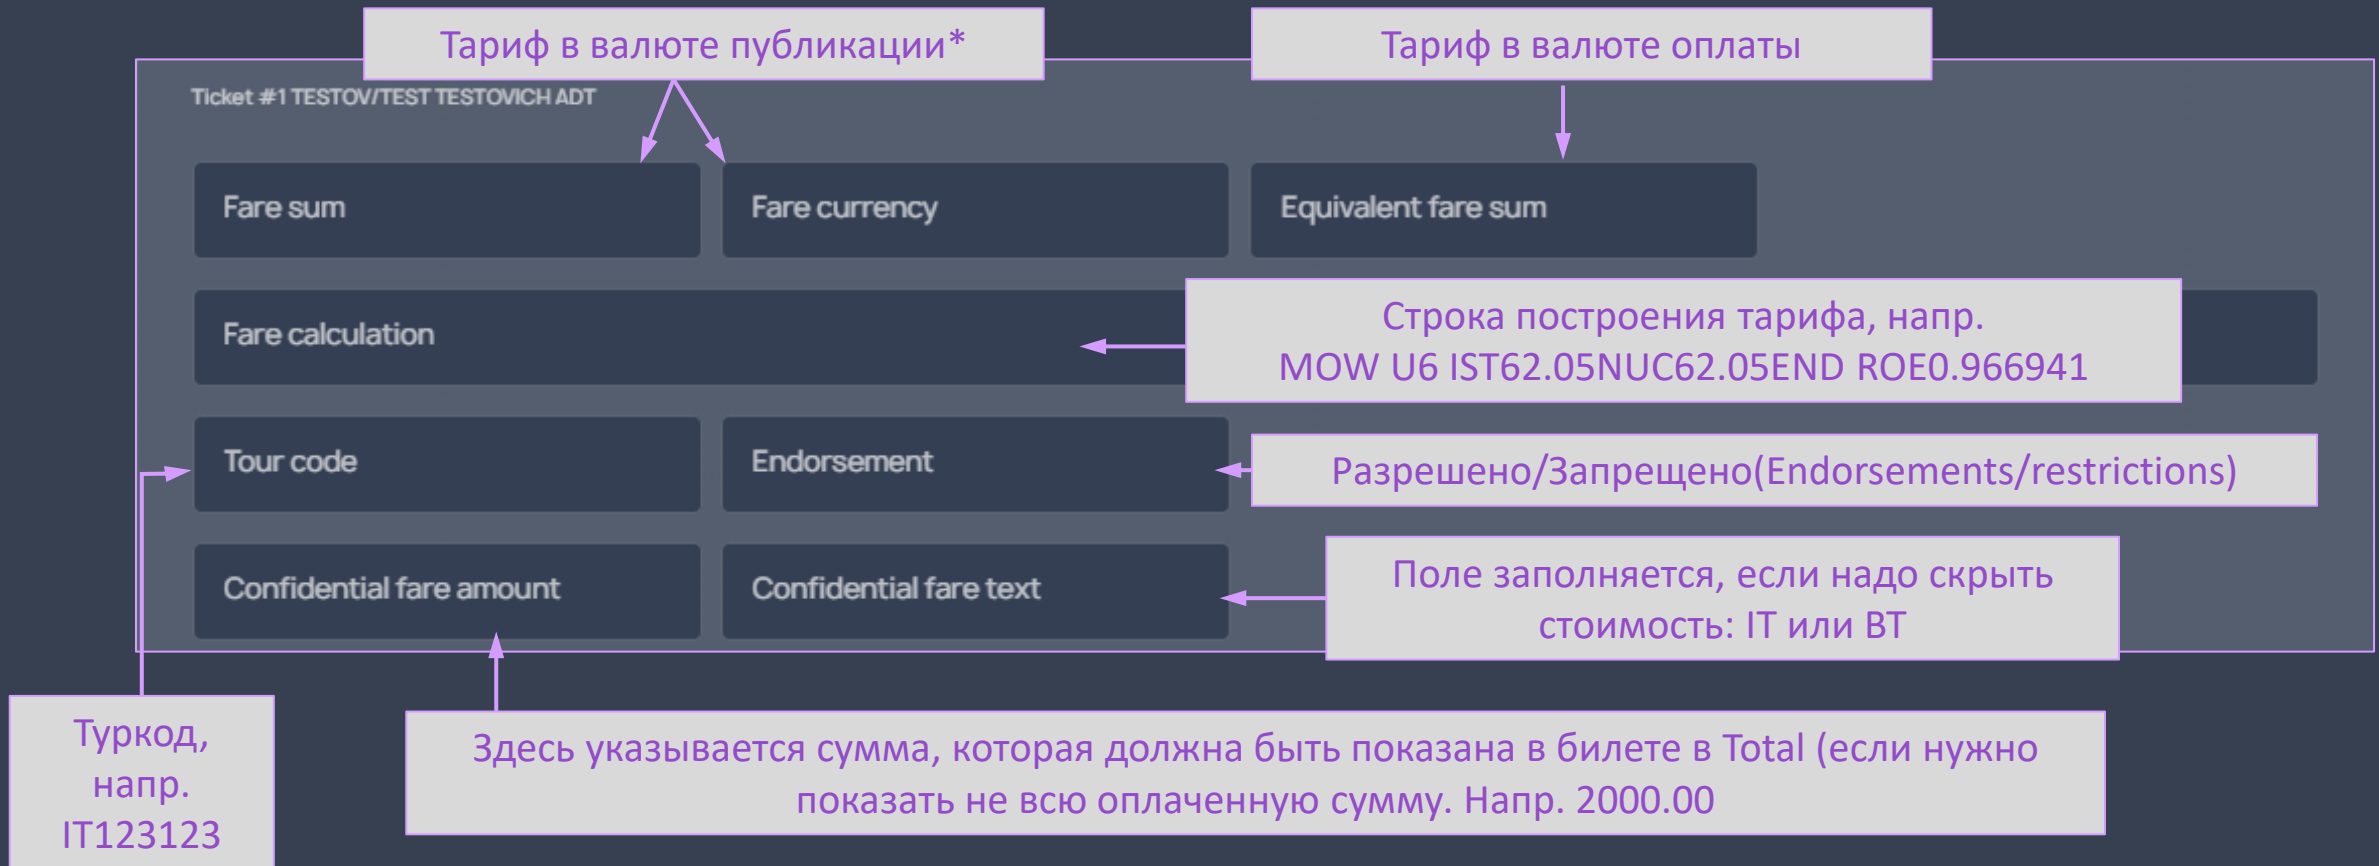 Тариф в валюте публикации*
Тариф в валюте оплаты
Ticket #1 TESTOV/TEST TESTOVICH ADT
Fare sum
Fare currency
Equivalent fare sum
Fare calculation
Строка построения тарифа, напр.
MOW U6 IST62.05NUC62.05END ROE0.966941
Tour code
Endorsement
Разрешено/Запрещено(Endorsements/restrictions)
Confidential fare amount
Confidential fare text
Поле заполняется, если надо скрыть
стоимость: IT или BT
Туркод,
напр.
IT123123
Здесь указывается сумма, которая должна быть показана в билете в Total (если нужно
показать не всю оплаченную сумму. Напр. 2000.00